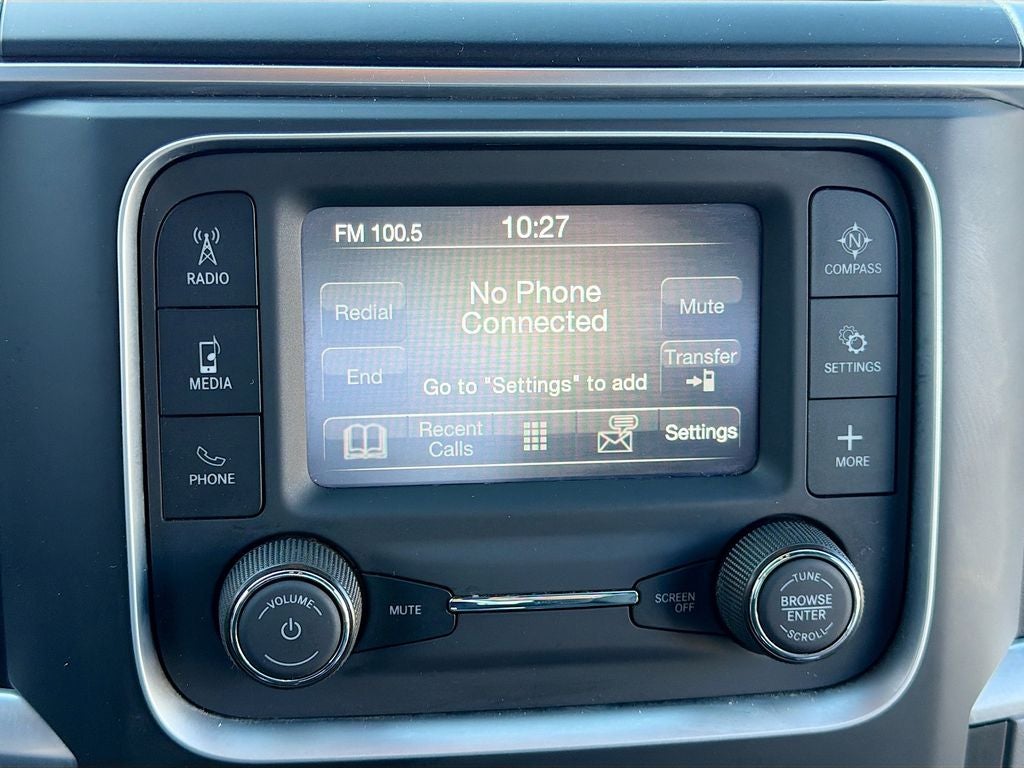 RADIO
MEDIA
PHONE
FM 100.5
10:27
Redial
No Phone
Connected
Mute
End
Transfer
Go to "Settings" to add
Recent
Calls
Settings
N
COMPASS
SETTINGS
MORE
VOLUME
MUTE
SCREEN
OFF
TUNE
BROWSE
ENTER
SCROLL